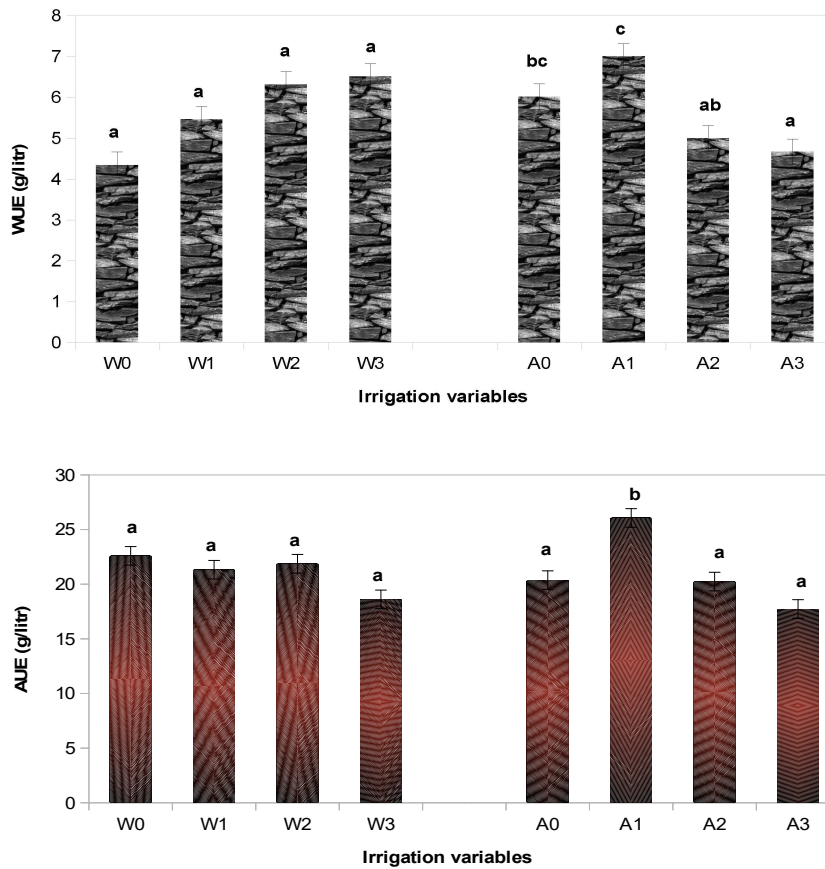 8
7
6
5
4
3
2
1
0
WUE (g/litr)
a
a
a
a
bc
c
ab
a
W0 W1 W2 W3 A0 A1 A2 A3
Irrigation variables
30
25
20
15
10
5
0
AUE (g/litr)
a
a
a
a
a
b
a
a
W0 W1 W2 W3 A0 A1 A2 A3
Irrigation variables